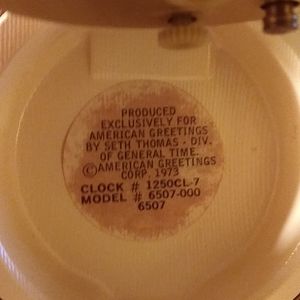 PRODUCED
EXCLUSIVELY FOR
AMERICAN GREETINGS
BY SETH THOMAS - DIV.
OF GENERAL TIME.
©AMERICAN GREETINGS
CORP. 1973
CLOCK # 1250CL-7
MODEL # 6507-000
6507